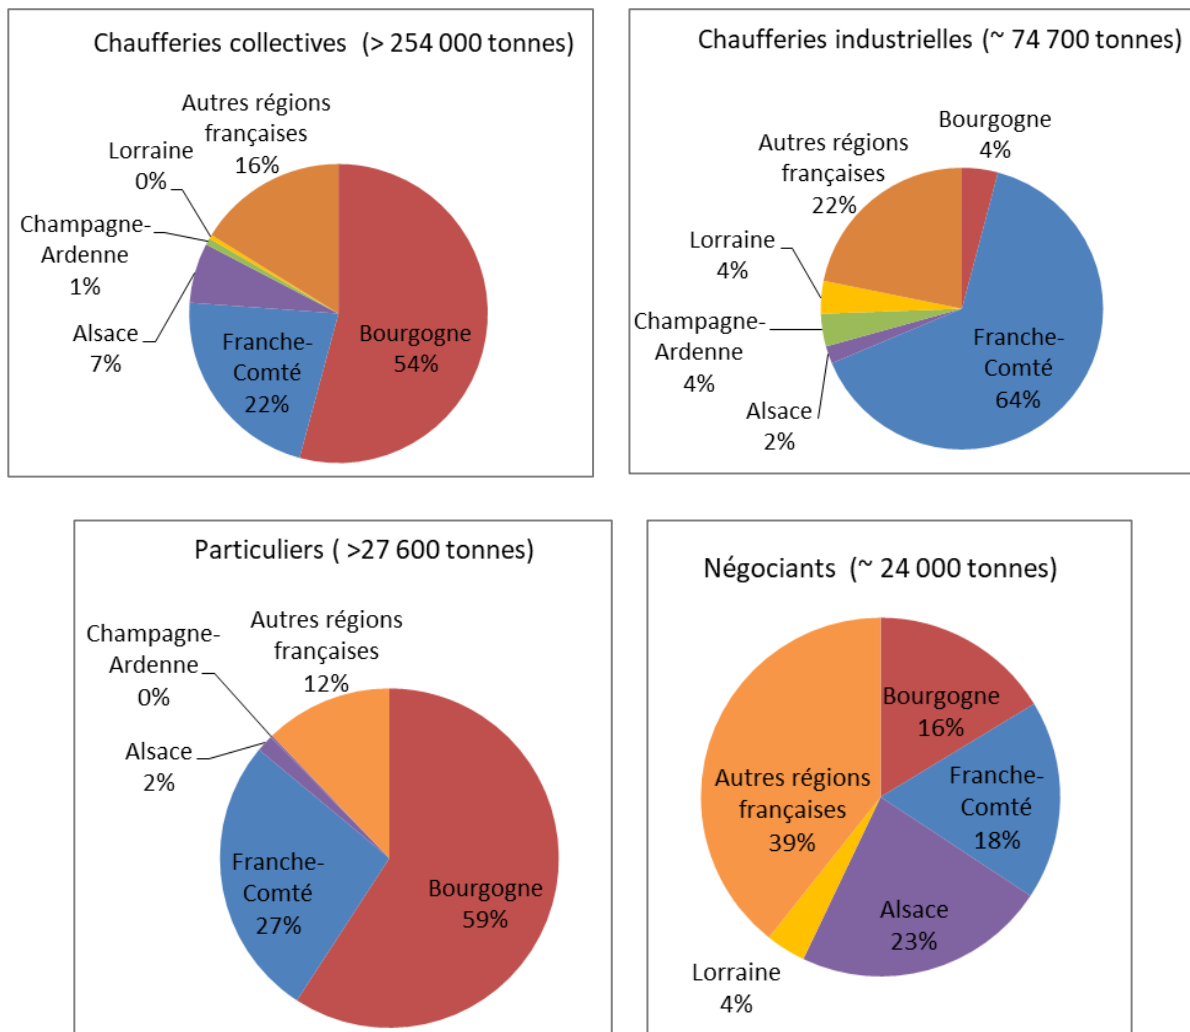 Chaufferies collectives (> 254 000 tonnes)
Autres régions
françaises
16%
Lorraine
0%
Champagne-
Ardenne
1%
Alsace
7%
Franche-
Comté
22%
Bourgogne
54%
Chaufferies industrielles (~ 74 700 tonnes)
Bourgogne
4%
Autres régions
françaises
22%
Lorraine
4%
Champagne-
Ardenne
4%
Alsace
2%
Franche-
Comté
64%
Particuliers ( >27 600 tonnes)
Autres régions
françaises
12%
Champagne-
Ardenne
0%
Alsace
2%
Franche-
Comté
27%
Bourgogne
59%
Négociants (~ 24 000 tonnes)
Bourgogne
16%
Franche-
Comté
18%
Autres régions
françaises
39%
Alsace
23%
Lorraine
4%